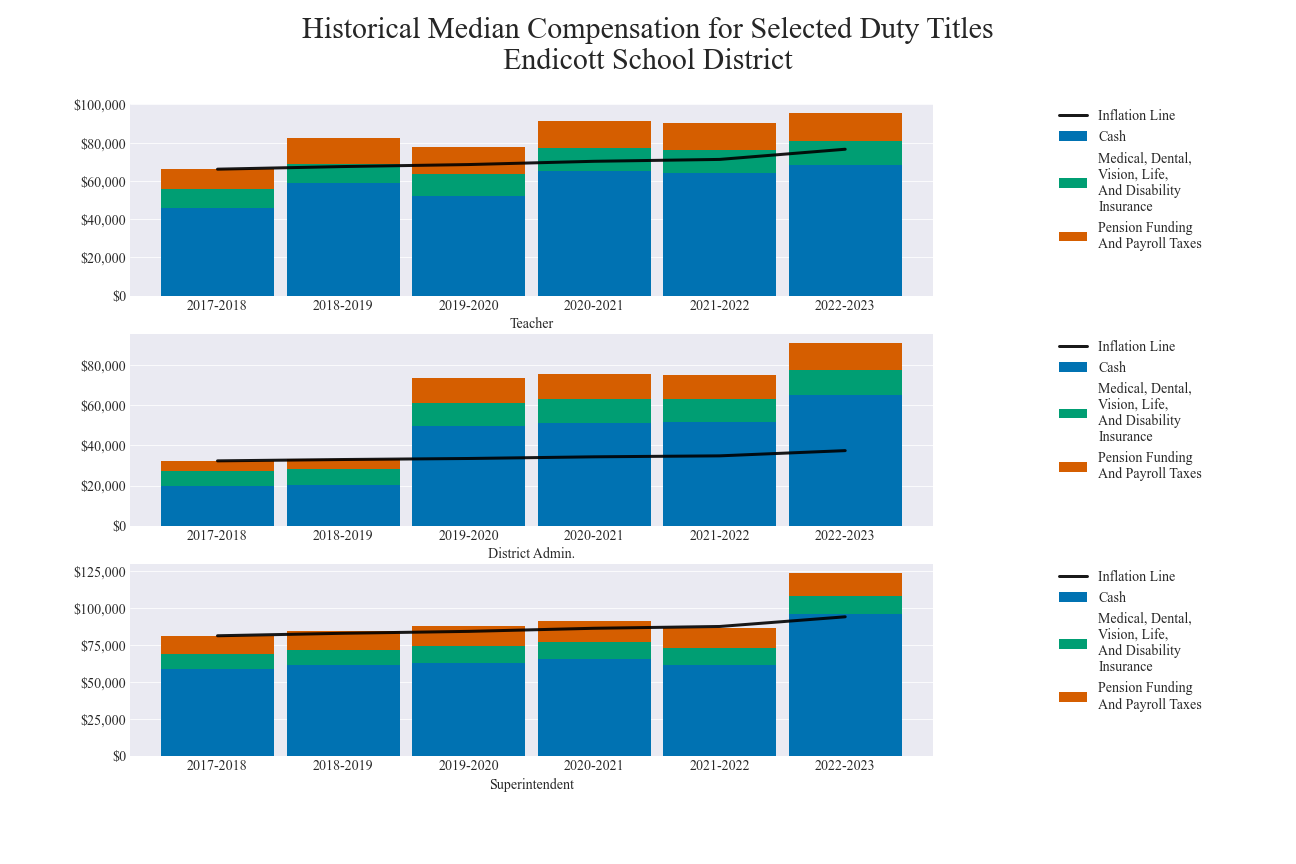 Historical Median Compensation for Selected Duty Titles
Endicott School District
$100,000
$80,000
$60,000
$40,000
$20,000
$0
2017-2018 2018-2019 2019-2020 2020-2021 2021-2022 2022-2023
Teacher
Inflation Line
Cash
Medical, Dental,
Vision, Life,
And Disability
Insurance
Pension Funding
And Payroll Taxes
$80,000
$60,000
$40,000
$20,000
$0
2017-2018 2018-2019 2019-2020 2020-2021 2021-2022 2022-2023
District Admin.
Inflation Line
Cash
Medical, Dental,
Vision, Life,
And Disability
Insurance
Pension Funding
And Payroll Taxes
$125,000
$100,000
$75,000
$50,000
$25,000
$0
2017-2018 2018-2019 2019-2020 2020-2021 2021-2022 2022-2023
Superintendent
Inflation Line
Cash
Medical, Dental,
Vision, Life,
And Disability
Insurance
Pension Funding
And Payroll Taxes